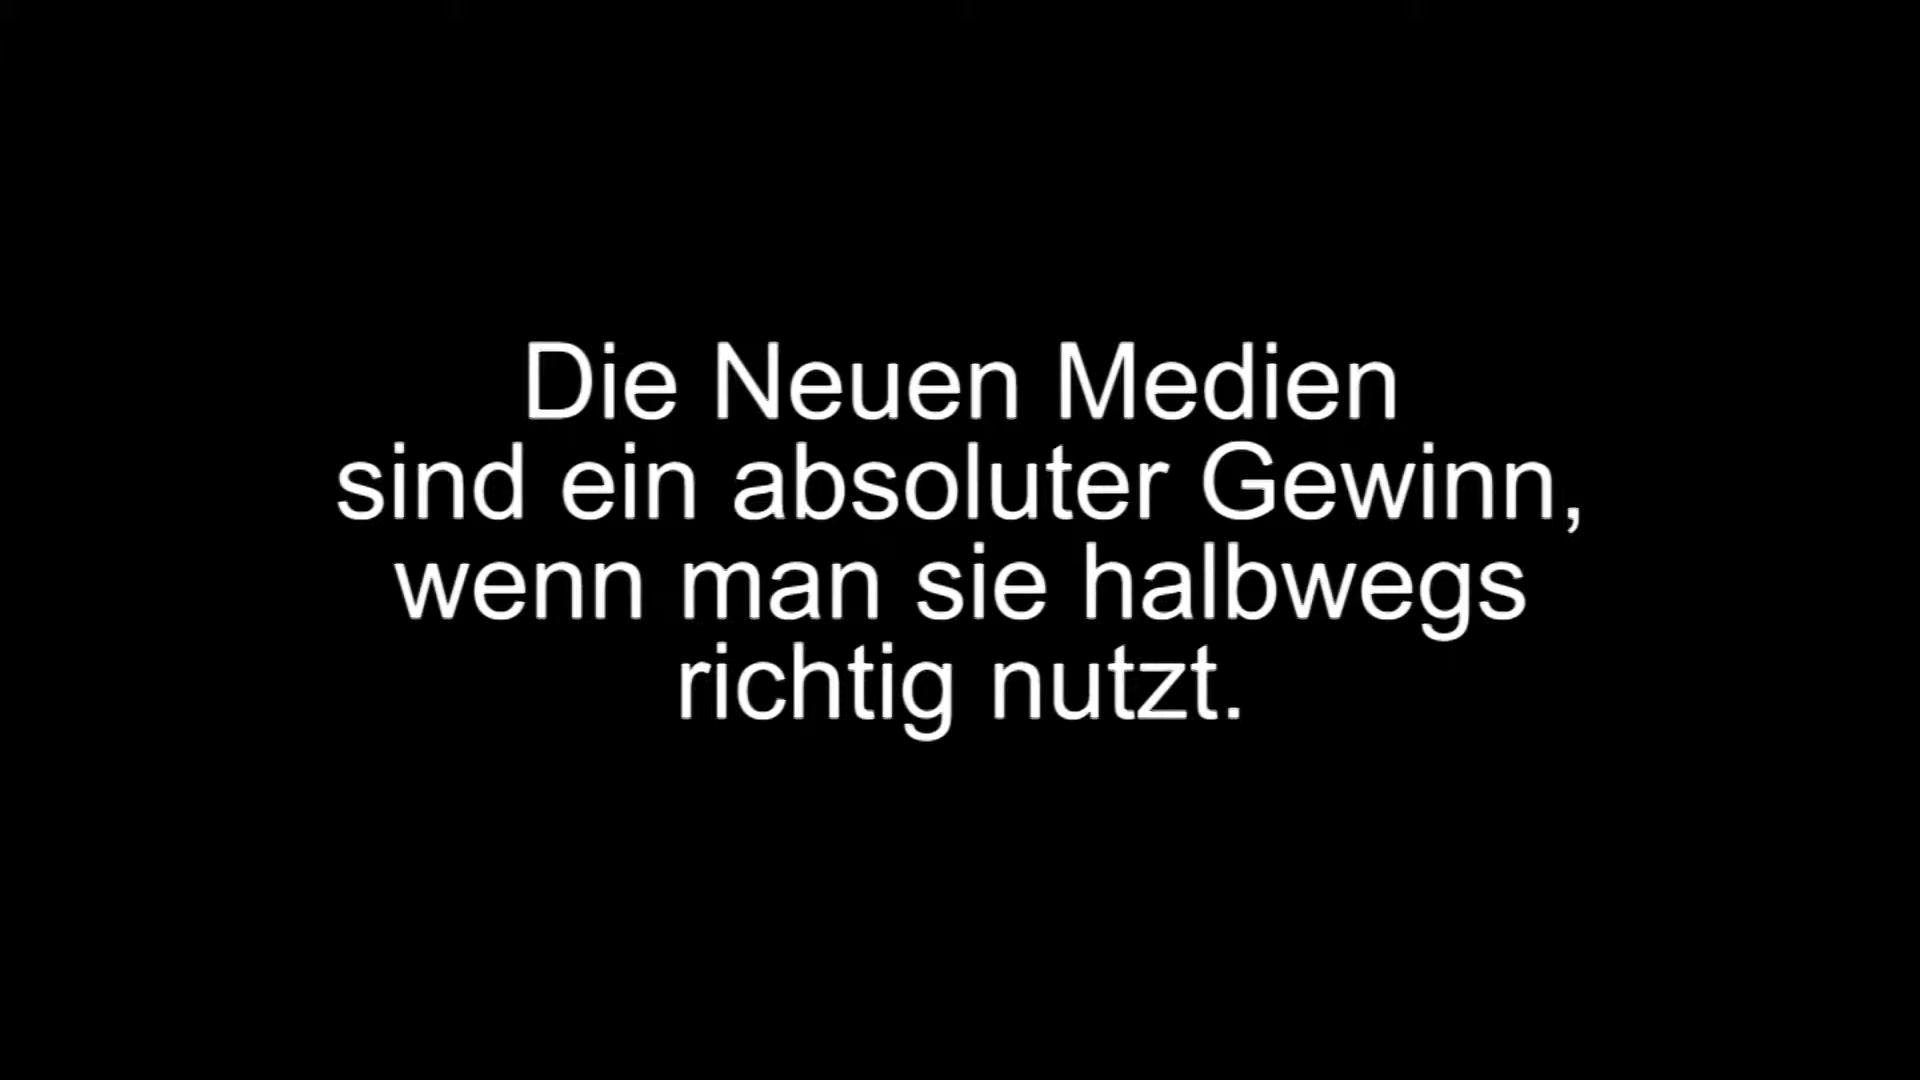 Die Neuen Medien
sind ein absoluter Gewinn,
wenn man sie halbwegs
richtig nutzt.